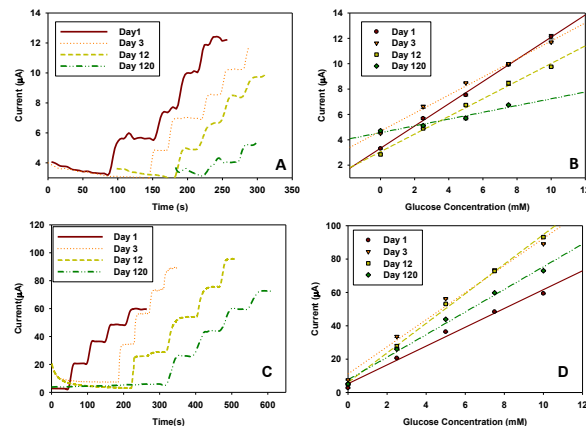 14
12
10
8
6
4
Current (µA)
Day1
Day 3
Day 12
Day 120
A
0 50 100 150 200 250 300 350
Time (s)
14
12
10
8
6
4
2
Current (µA)
Day 1
Day 3
Day 12
Day 120
B
0 2 4 6 8 10 12
Glucose Concentration (mM)
120
100
80
60
40
20
0
Current(µA)
Day 1
Day 3
Day 12
Day 120
C
0 100 200 300 400 500 600
Time(s)
100
80
60
40
20
0
Current (µA)
Day 1
Day 3
Day 12
Day 120
D
0 2 4 6 8 10 12
Glucose Concentration (mM)